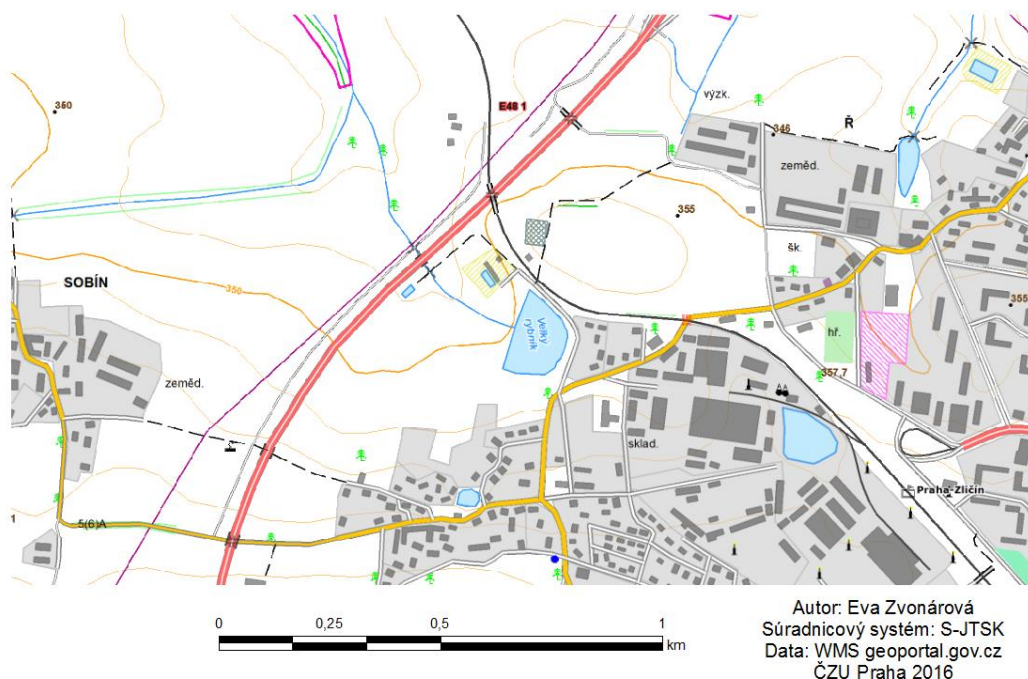 350
E48 1
výzk.
346
Ř
zeměd.
355
šk.
SOBÍN
350
355
Velký
rybník
hř.
357,7
zeměd.
sklad.
Praha-Zličín
1
5(6)A
0
0,25
0,5
1
km
Autor: Eva Zvonárová
Súradnicový systém: S-JTSK
Data: WMS geoportal.gov.cz
ČZU Praha 2016